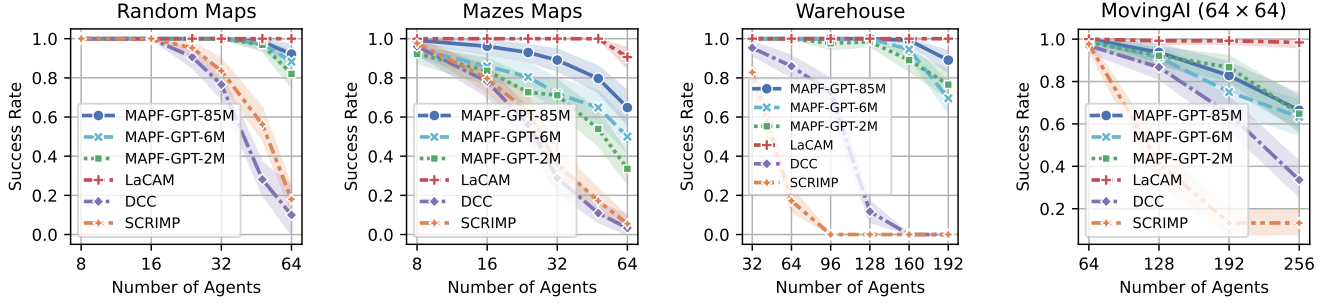 Random Maps
Success Rate
1.0
0.8
0.6
0.4
0.2
0.0
MAPF-GPT-85M
MAPF-GPT-6M
MAPF-GPT-2M
LaCAM
DCC
SCRIMP
8 16 32 64
Number of Agents
Mazes Maps
Success Rate
1.0
0.8
0.6
0.4
0.2
0.0
MAPF-GPT-85M
MAPF-GPT-6M
MAPF-GPT-2M
LaCAM
DCC
SCRIMP
8 16 32 64
Number of Agents
Warehouse
Success Rate
1.0
0.8
0.6
0.4
0.2
0.0
MAPF-GPT-85M
MAPF-GPT-6M
MAPF-GPT-2M
LaCAM
DCC
SCRIMP
32 64 96 128 160 192
Number of Agents
MovingAI (64 × 64)
Success Rate
1.0
0.8
0.6
0.4
0.2
MAPF-GPT-85M
MAPF-GPT-6M
MAPF-GPT-2M
LaCAM
DCC
SCRIMP
64 128 192 256
Number of Agents